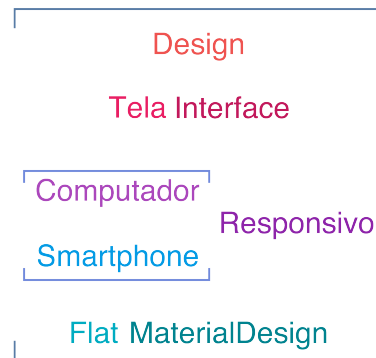 Design
Tela Interface
Computador
Responsivo
Smartphone
Flat MaterialDesign